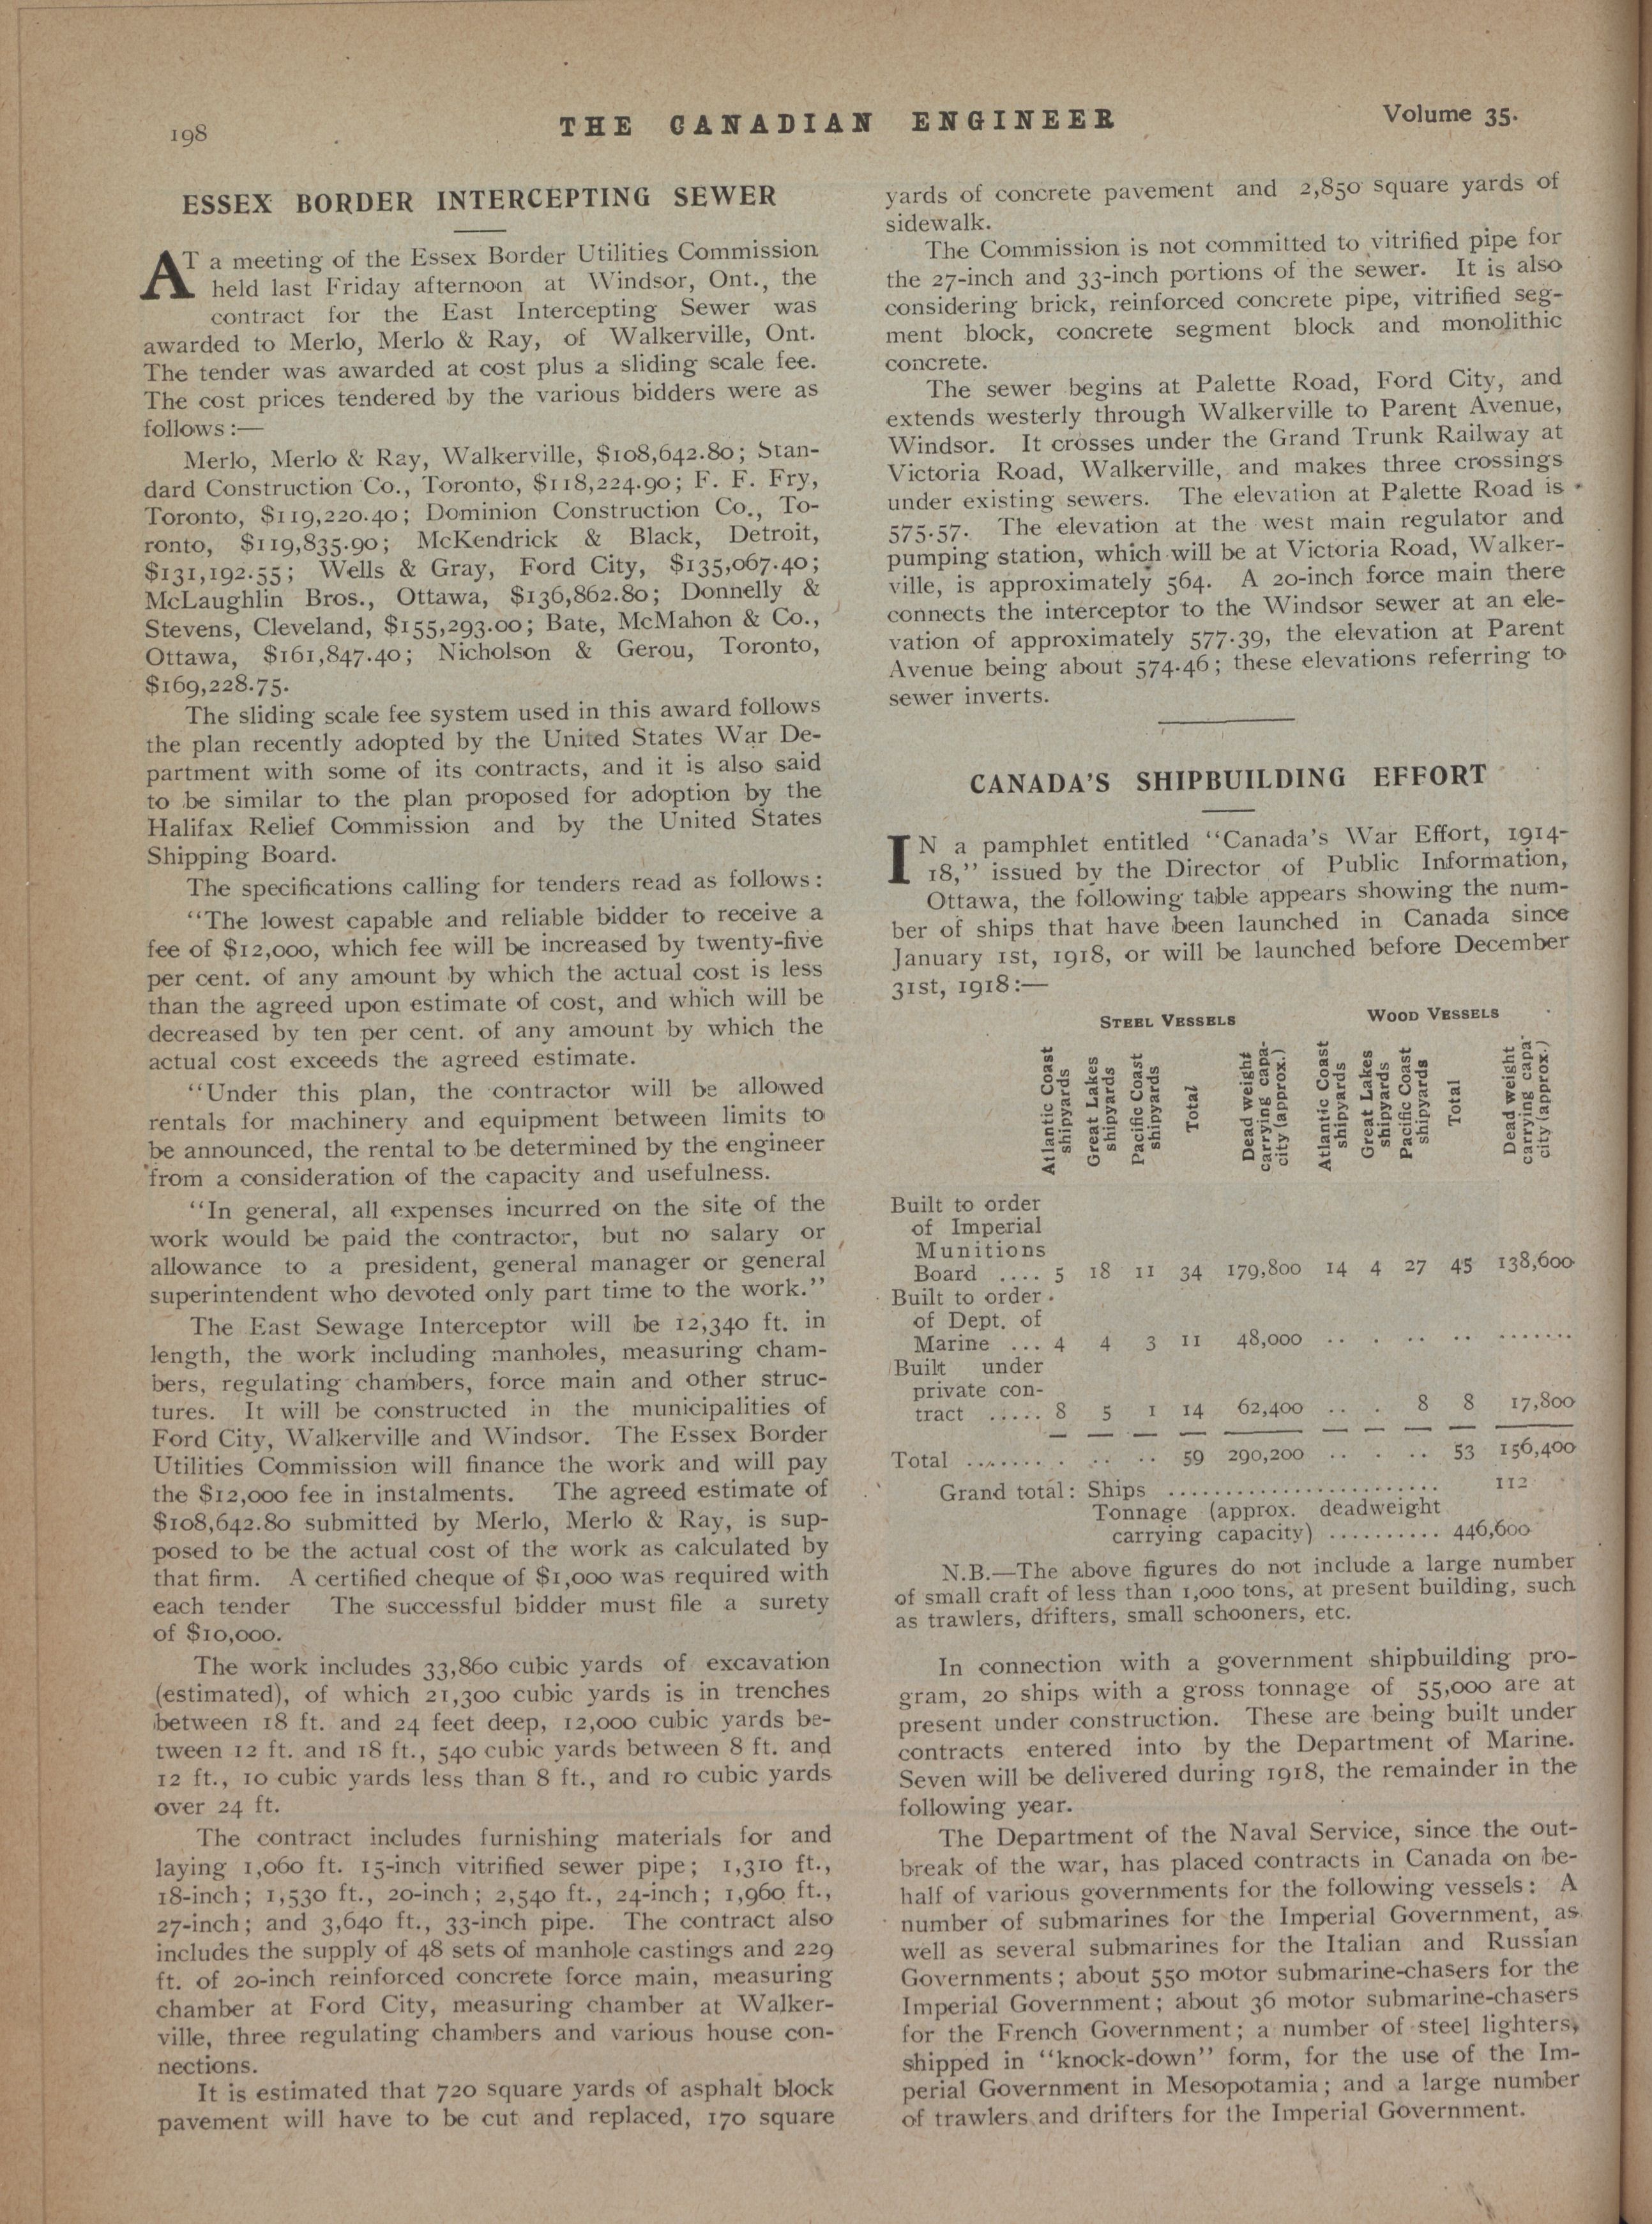 198
THE CANADIAN ENGINEER
Volume 35.
ESSEX BORDER INTERCEPTING SEWER
AT a meeting of the Essex Border Utilities Commission
held last Friday afternoon at Windsor, Ont., the
contract for the East Intercepting Sewer was
awarded to Merlo, Merlo & Ray, of Walkerville, Ont.
The tender was awarded at cost plus a sliding scale fee.
The cost prices tendered by the various bidders were as
follows:—
Merlo, Merlo & Ray, Walkerville, $108,642.80; Stan-
dard Construction Co., Toronto, $118,224.90; F. F. Fry,
Toronto, $119,220.40; Dominion Construction Co., To-
ronto, $119,835.90; McKendrick & Black, Detroit,
$131,192.55; Wells & Gray, Ford City, $135,067.40;
McLaughlin Bros., Ottawa, $136,862.80; Donnelly &
Stevens, Cleveland, $155,293.00; Bate, McMahon & Co.,
Ottawa, $161,847.40; Nicholson & Gerou, Toronto,
$169,228.75.
The sliding scale fee system used in this award follows
the plan recently adopted by the United States War De-
partment with some of its contracts, and it is also said
to be similar to the plan proposed for adoption by the
Halifax Relief Commission and by the United States
Shipping Board.
The specifications calling for tenders read as follows:
"The lowest capable and reliable bidder to receive a
fee of $12,000, which fee will be increased by twenty-five
per cent. of any amount by which the actual cost is less
than the agreed upon estimate of cost, and which will be
decreased by ten per cent. of any amount by which the
actual cost exceeds the agreed estimate.
"Under this plan, the contractor will be allowed
rentals for machinery and equipment between limits to
be announced, the rental to be determined by the engineer
from a consideration of the capacity and usefulness.
"In general, all expenses incurred on the site of the
work would be paid the contractor, but no salary or
allowance to a president, general manager or general
superintendent who devoted only part time to the work."
The East Sewage Interceptor will be 12,340 ft. in
length, the work including manholes, measuring cham-
bers, regulating chambers, force main and other struc-
tures. It will be constructed in the municipalities of
Ford City, Walkerville and Windsor. The Essex Border
Utilities Commission will finance the work and will pay
the $12,000 fee in instalments. The agreed estimate of
$108,642.80 submitted by Merlo, Merlo & Ray, is sup-
posed to be the actual cost of the work as calculated by
that firm. A certified cheque of $1,000 was required with
each tender The successful bidder must file a surety
of $10,000.
The work includes 33,860 cubic yards of excavation
(estimated), of which 21,300 cubic yards is in trenches
between 18 ft. and 24 feet deep, 12,000 cubic yards be-
tween 12 ft. and 18 ft., 540 cubic yards between 8 ft. and
12 ft., 10 cubic yards less than 8 ft., and 10 cubic yards
over 24 ft.
The contract includes furnishing materials for and
laying 1,060 ft. 15-inch vitrified sewer pipe; 1,310 ft.,
18-inch; 1,530 ft., 20-inch; 2,540 ft., 24-inch; 1,960 ft.,
27-inch; and 3,640 ft., 33-inch pipe. The contract also
includes the supply of 48 sets of manhole castings and 229
ft. of 20-inch reinforced concrete force main, measuring
chamber at Ford City, measuring chamber at Walker-
ville, three regulating chambers and various house con-
nections.
It is estimated that 720 square yards of asphalt block
pavement will have to be cut and replaced, 170 square
yards of concrete pavement and 2,850 square yards of
sidewalk.
The Commission is not committed to vitrified pipe for
the 27-inch and 33-inch portions of the sewer. It is also
considering brick, reinforced concrete pipe, vitrified seg-
ment block, concrete segment block and monolithic
concrete.
The sewer begins at Palette Road, Ford City, and
extends westerly through Walkerville to Parent Avenue,
Windsor. It crosses under the Grand Trunk Railway at
Victoria Road, Walkerville, and makes three crossings
under existing sewers. The elevation at Palette Road is
575.57. The elevation at the west main regulator and
pumping station, which will be at Victoria Road, Walker-
ville, is approximately 564. A 20-inch force main there
connects the interceptor to the Windsor sewer at an ele-
vation of approximately 577.39, the elevation at Parent
Avenue being about 574.46; these elevations referring to
sewer inverts.
CANADA'S SHIPBUILDING EFFORT
IN a pamphlet entitled "Canada's War Effort, 1914-
18," issued by the Director of Public Information,
Ottawa, the following table appears showing the num-
ber of ships that have been launched in Canada since
January 1st, 1918, or will be launched before December
31st, 1918:—
STEEL VESSELS WOOD VESSELS
Atlantic Coast shipyards
Great Lakes shipyards
Pacific Coast shipyards
Total
Dead weight carrying capa-city (approx.)
Atlantic Coast shipyards
Great Lakes shipyards
Pacific Coast shipyards
Total
Dead weight carrying capa-city (approx.)
Built to order
of Imperial
Munitions
Board .... 5 18 11 34 179,800 14 4 27 45 138,600
Built to order
of Dept. of
Marine ... 4 4 3 11 48,000 .. . .. .. .......
Built under
private con-
tract ..... 8 5 1 14 62,400 .. . 8 8 17,800
Total ....... . .. .. 59 290,200 .. . .. 53 156,400
Grand total: Ships ........................ 112
Tonnage (approx. deadweight
carrying capacity) .......... 446,600
N.B.—The above figures do not include a large number
of small craft of less than 1,000 tons, at present building, such
as trawlers, drifters, small schooners, etc.
In connection with a government shipbuilding pro-
gram, 20 ships with a gross tonnage of 55,000 are at
present under construction. These are being built under
contracts entered into by the Department of Marine.
Seven will be delivered during 1918, the remainder in the
following year.
The Department of the Naval Service, since the out-
break of the war, has placed contracts in Canada on be-
half of various governments for the following vessels: A
number of submarines for the Imperial Government, as
well as several submarines for the Italian and Russian
Governments; about 550 motor submarine-chasers for the
Imperial Government; about 36 motor submarine-chasers
for the French Government; a number of steel lighters,
shipped in "knock-down" form, for the use of the Im-
perial Government in Mesopotamia; and a large number
of trawlers and drifters for the Imperial Government.